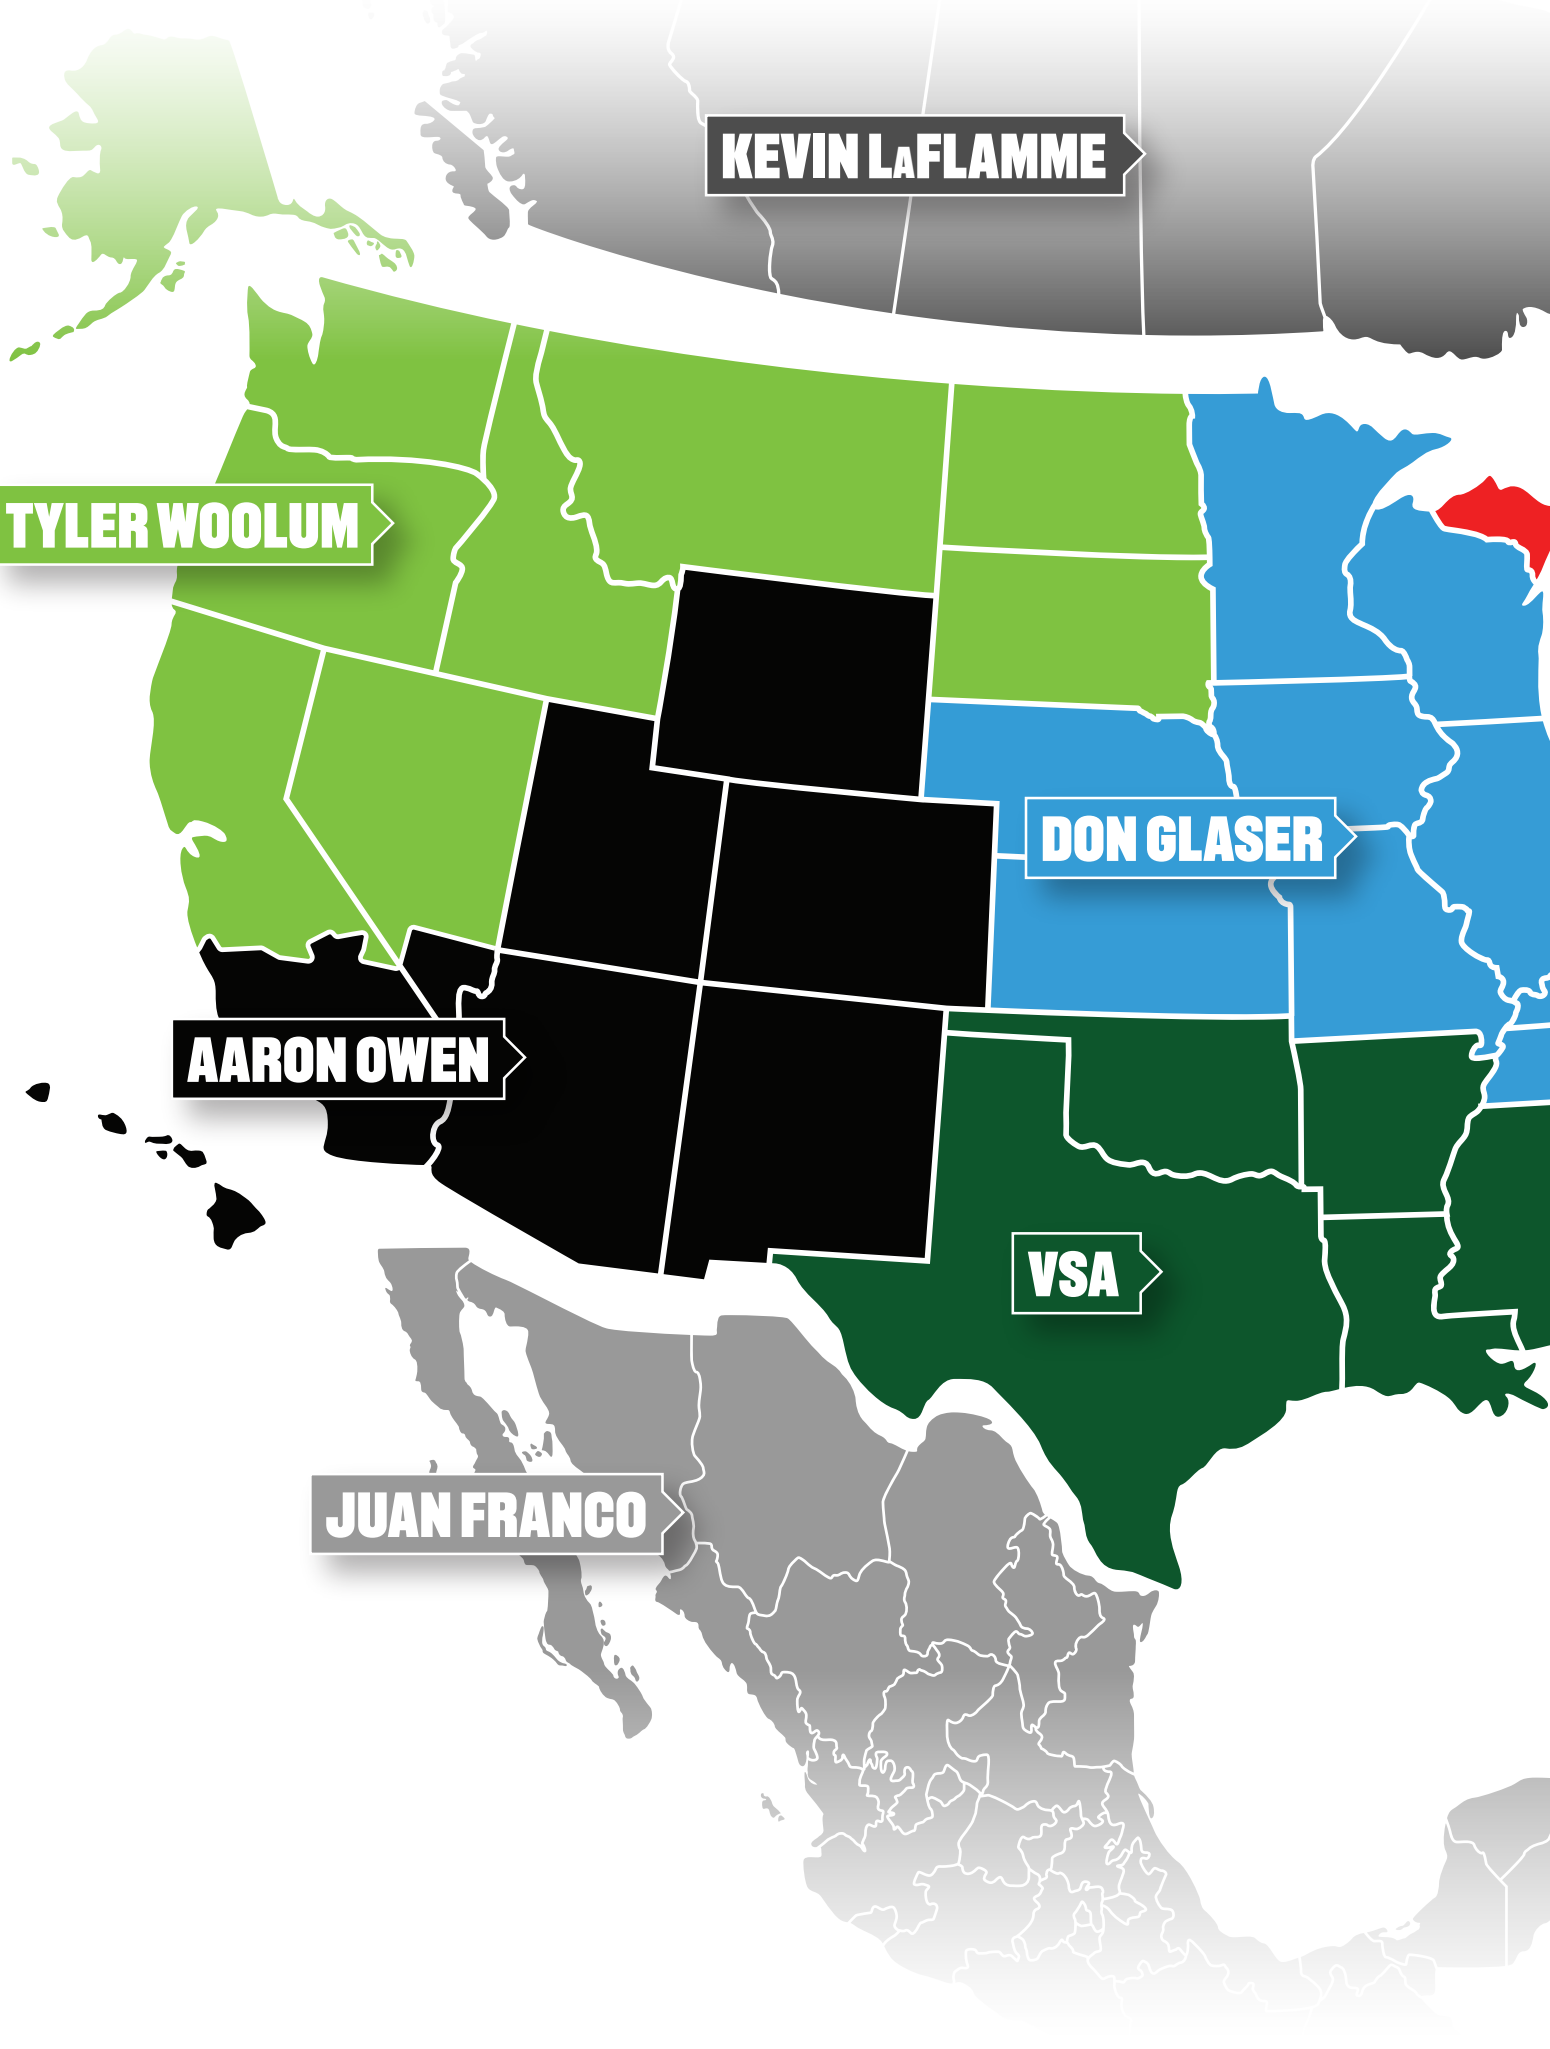 KEVIN LaFLAMME
TYLER WOOLUM
DON GLASER
AARON OWEN
VSA
JUAN FRANCO